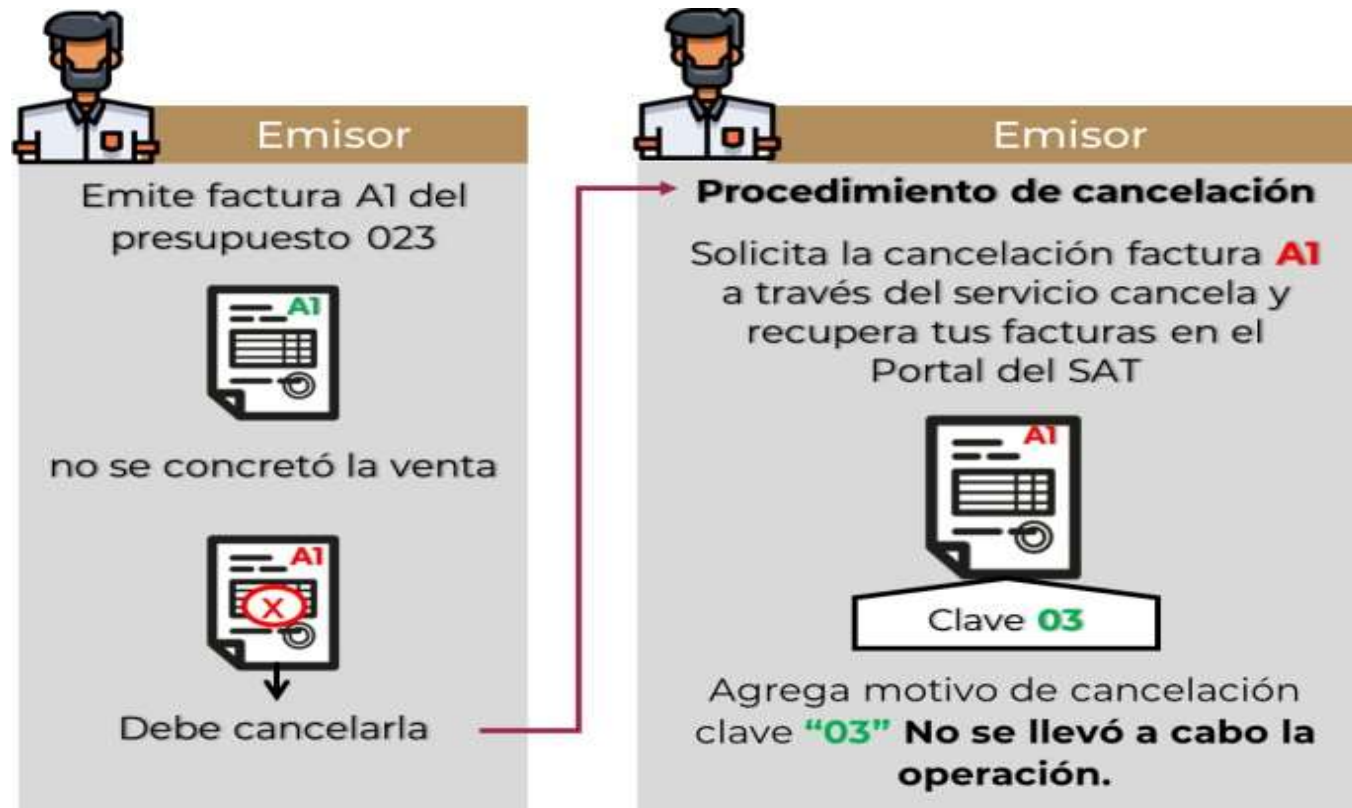 Emisor
Emite factura A1 del
presupuesto 023
A1
no se concretó la venta
A1
X
Debe cancelarla
Emisor
Procedimiento de cancelación
Solicita la cancelación factura A1
a través del servicio cancela y
recupera tus facturas en el
Portal del SAT
A1
Clave 03
Agrega motivo de cancelación
clave “03” No se llevó a cabo la
operación.